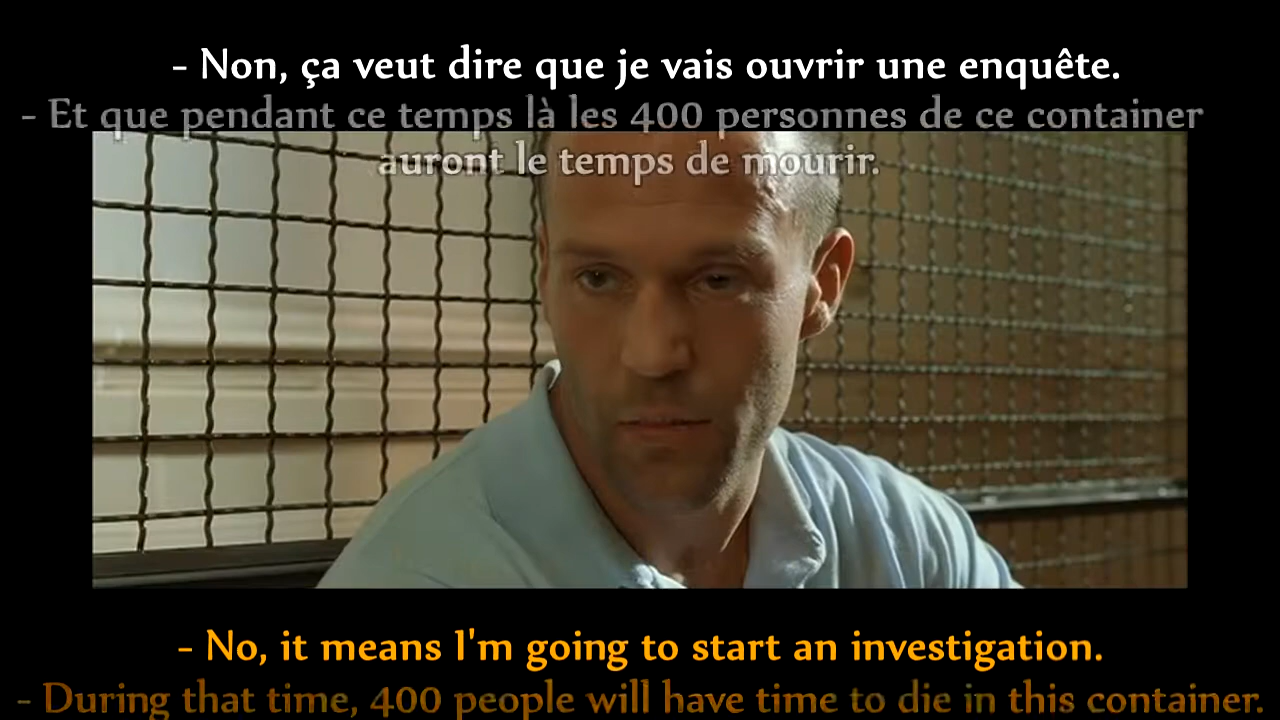 - Non, ça veut dire que je vais ouvrir une enquête.
- Et que pendant ce temps là les 400 personnes de ce container
auront le temps de mourir.
- No, it means I'm going to start an investigation.
- During that time, 400 people will have time to die in this container.